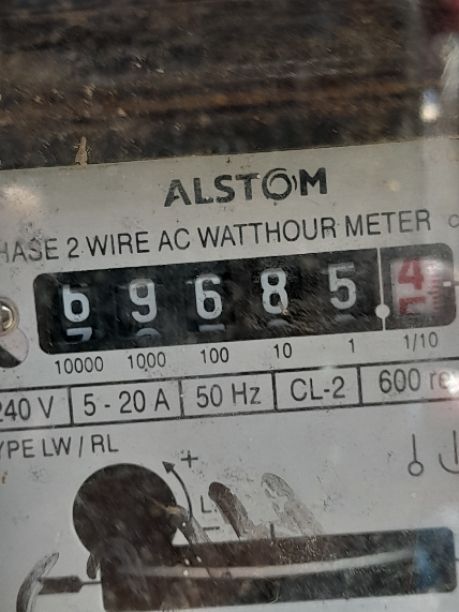 ALSTOM
HASE 2 WIRE AC WATTHOUR METER
6 9 6 8 5 4
10000 1000 100 10 1 1/10
240 V 5 - 20 A 50 Hz CL-2 600 re
YPE LW / RL
+
L
-